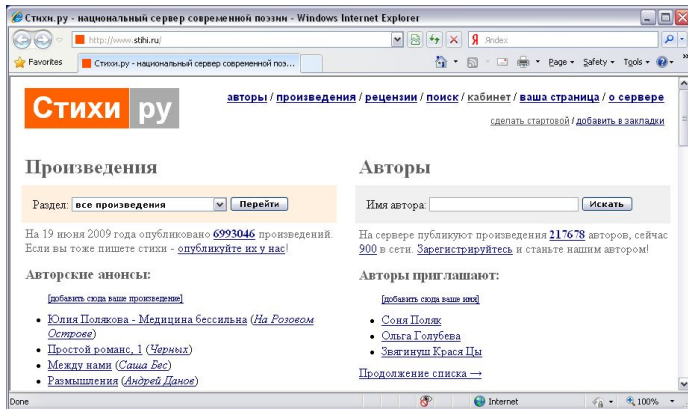 Стихи.ру - национальный сервер современной поэзии - Windows Internet Explorer
http://www.stihi.ru/
Яndex
Favorites
Стихи.ру - национальный сервер современной поэ...
Page
Safety
Tools
Стихи ру
авторы / произведения / рецензии / поиск / кабинет / ваша страница / о сервере
сделать стартовой / добавить в закладки
Произведения
Авторы
Раздел: все произведения Перейти
Имя автора: Искать
На 19 июня 2009 года опубликовано 6993046 произведений.
Если вы тоже пишете стихи - опубликуйте их у нас!
На сервере публикуют произведения 217678 авторов, сейчас
900 в сети. Зарегистрируйтесь и станьте нашим автором!
Авторские анонсы:
[добавить сюда ваше произведение]
Юлия Полякова - Медицина бессильна (На Розовом
Острове)
Простой романс, 1 (Черных)
Между нами (Саша Бес)
Размышления (Андрей Данов)
Авторы приглашают:
[добавить сюда ваше имя]
Соня Поляк
Ольга Голубева
Звягинуш Крася Цы
Продолжение списка →
Done
Internet
100%